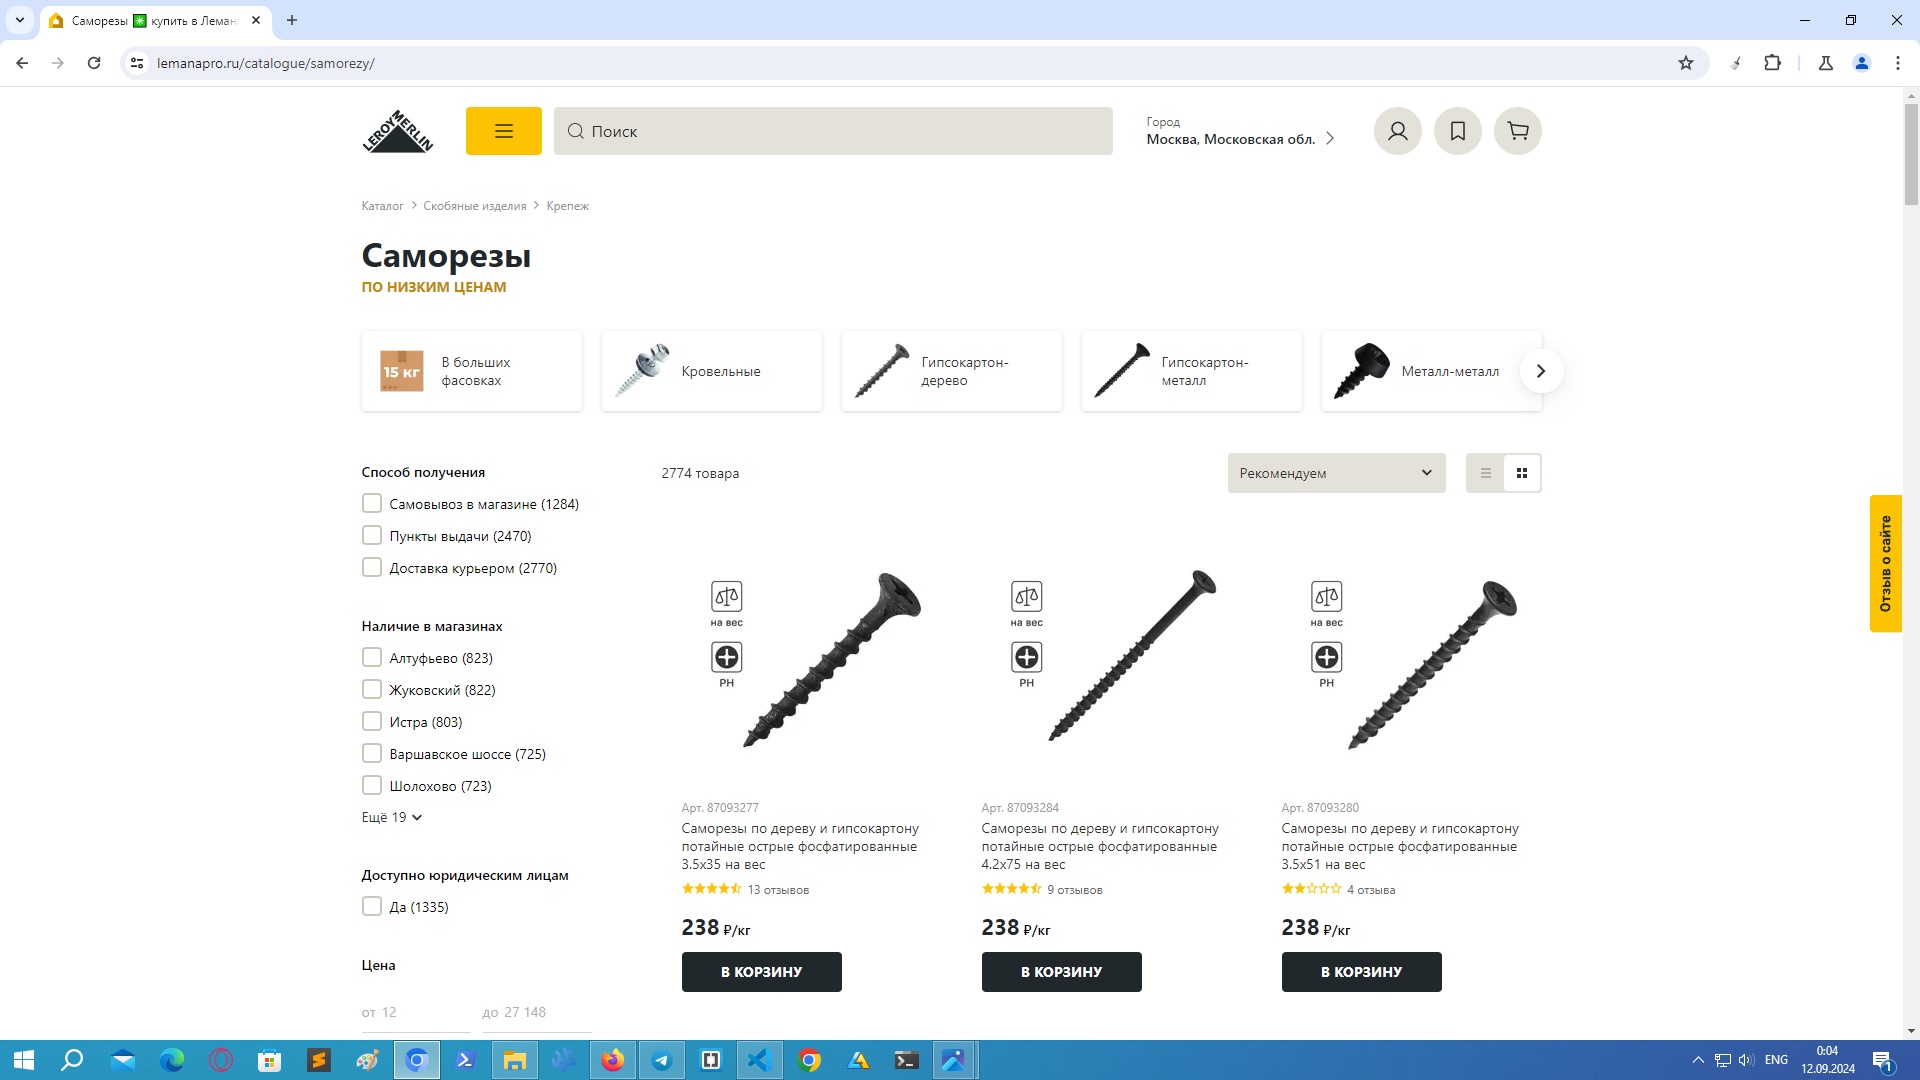 Саморезы ✳ купить в Леман
lemanapro.ru/catalogue/samorezy/
LEROY MERLIN
Поиск
Город
Москва, Московская обл.
Каталог
Скобяные изделия
Крепеж
Саморезы
ПО НИЗКИМ ЦЕНАМ
15 кг
В больших
фасовках
Кровельные
Гипсокартон-
дерево
Гипсокартон-
металл
Металл-металл
Способ получения
Самовывоз в магазине (1284)
Пункты выдачи (2470)
Доставка курьером (2770)
Наличие в магазинах
Алтуфьево (823)
Жуковский (822)
Истра (803)
Варшавское шоссе (725)
Шолохово (723)
Ещё 19
Доступно юридическим лицам
Да (1335)
Цена
от 12
до 27 148
2774 товара
Рекомендуем
на вес
PH
Арт. 87093277
Саморезы по дереву и гипсокартону
потайные острые фосфатированные
3.5x35 на вес
13 отзывов
238 ₽/кг
В КОРЗИНУ
на вес
PH
Арт. 87093284
Саморезы по дереву и гипсокартону
потайные острые фосфатированные
4.2x75 на вес
9 отзывов
238 ₽/кг
В КОРЗИНУ
на вес
PH
Арт. 87093280
Саморезы по дереву и гипсокартону
потайные острые фосфатированные
3.5x51 на вес
4 отзыва
238 ₽/кг
В КОРЗИНУ
Отзыв о сайте
ENG
0:04
12.09.2024
1